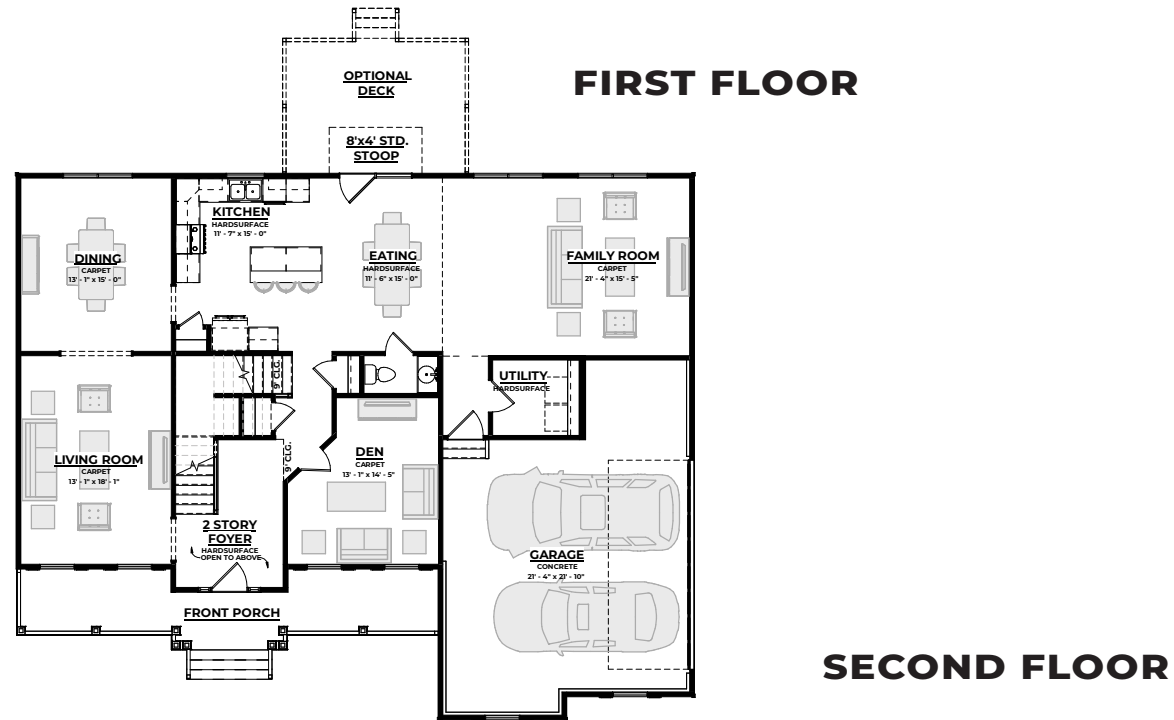 FIRST FLOOR
OPTIONAL
DECK
8'x4' STD.
STOOP
KITCHEN
HARDSURFACE
11' - 7" x 15' - 0"
DINING
CARPET
13' - 1" x 15' - 0"
EATING
HARDSURFACE
11' - 6" x 15' - 0"
FAMILY ROOM
CARPET
21' - 4" x 15' - 5"
9' CLG.
UTILITY
HARDSURFACE
LIVING ROOM
CARPET
13' - 1" x 18' - 1"
9' CLG.
DEN
CARPET
13' - 1" x 14' - 5"
2 STORY
FOYER
HARDSURFACE
OPEN TO ABOVE
GARAGE
CONCRETE
21' - 4" x 21' - 10"
FRONT PORCH
SECOND FLOOR